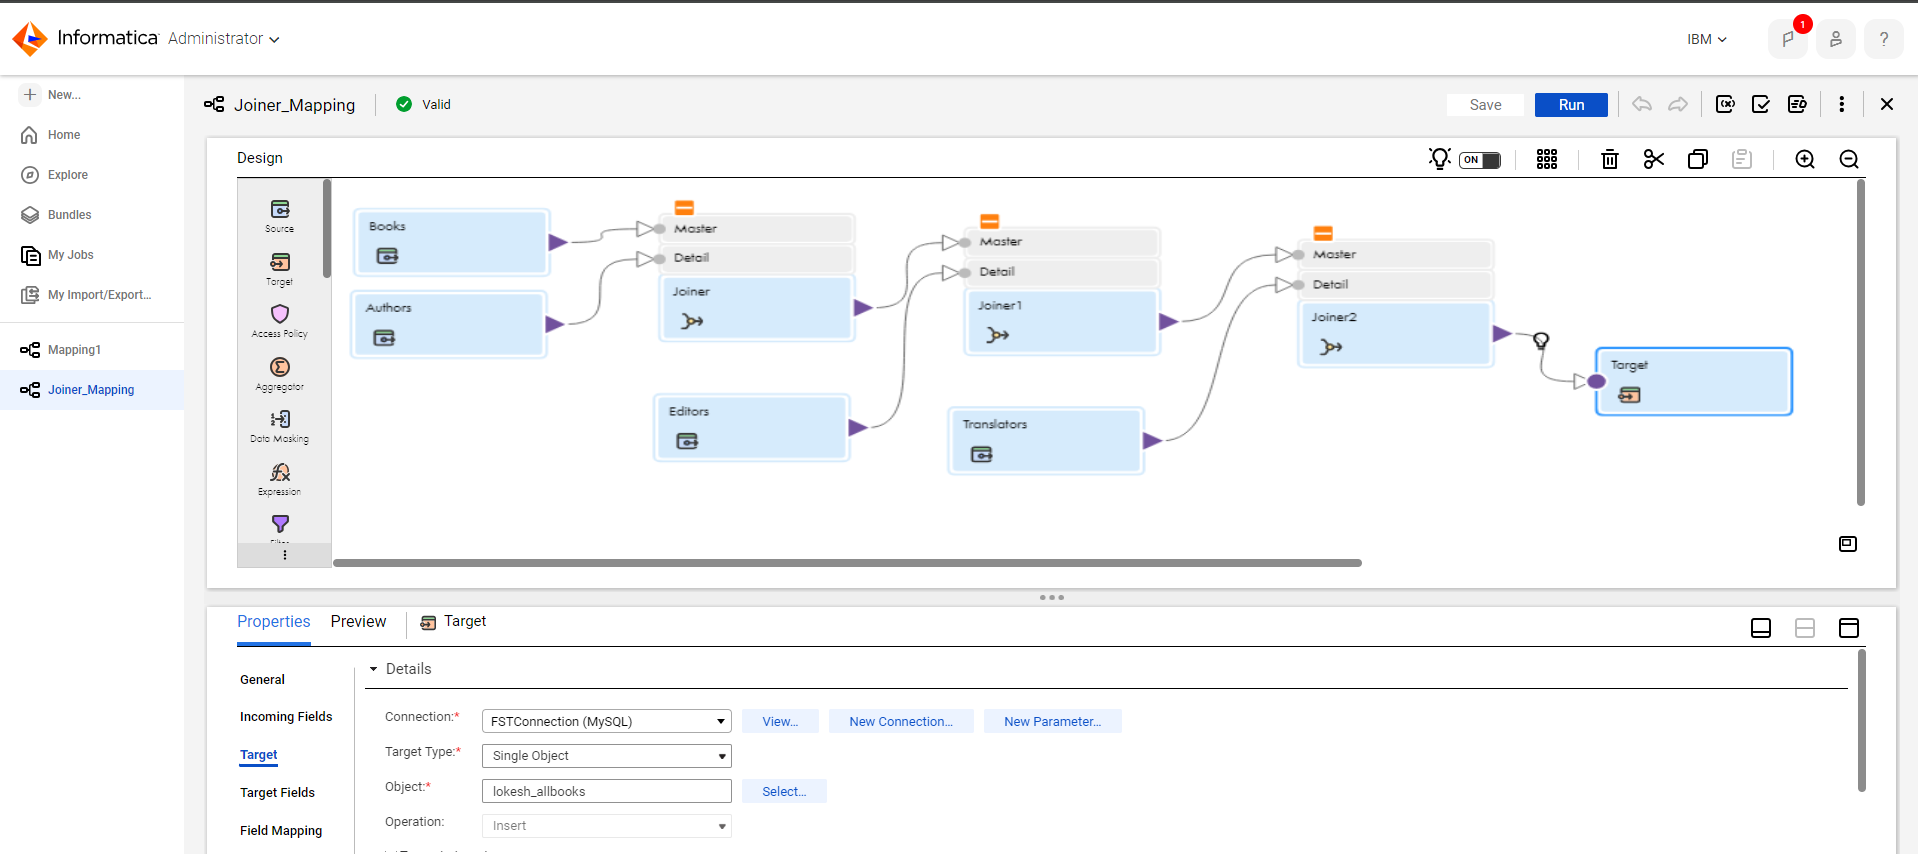 Informatica Administrator
IBM
1
?
New...
Home
Explore
Bundles
My Jobs
My Import/Export...
Mapping1
Joiner_Mapping
Joiner_Mapping
Valid
Save
Run
Design
ON
Source
Target
Access Policy
Aggregator
Data Masking
Expression
Books
Authors
Master
Detail
Joiner
Editors
Master
Detail
Joiner1
Translators
Master
Detail
Joiner2
Target
Properties
Preview
Target
General
Incoming Fields
Target
Target Fields
Field Mapping
Details
Connection:* FSTConnection (MySQL) View... New Connection... New Parameter...
Target Type:* Single Object
Object:* lokesh_allbooks Select...
Operation: Insert